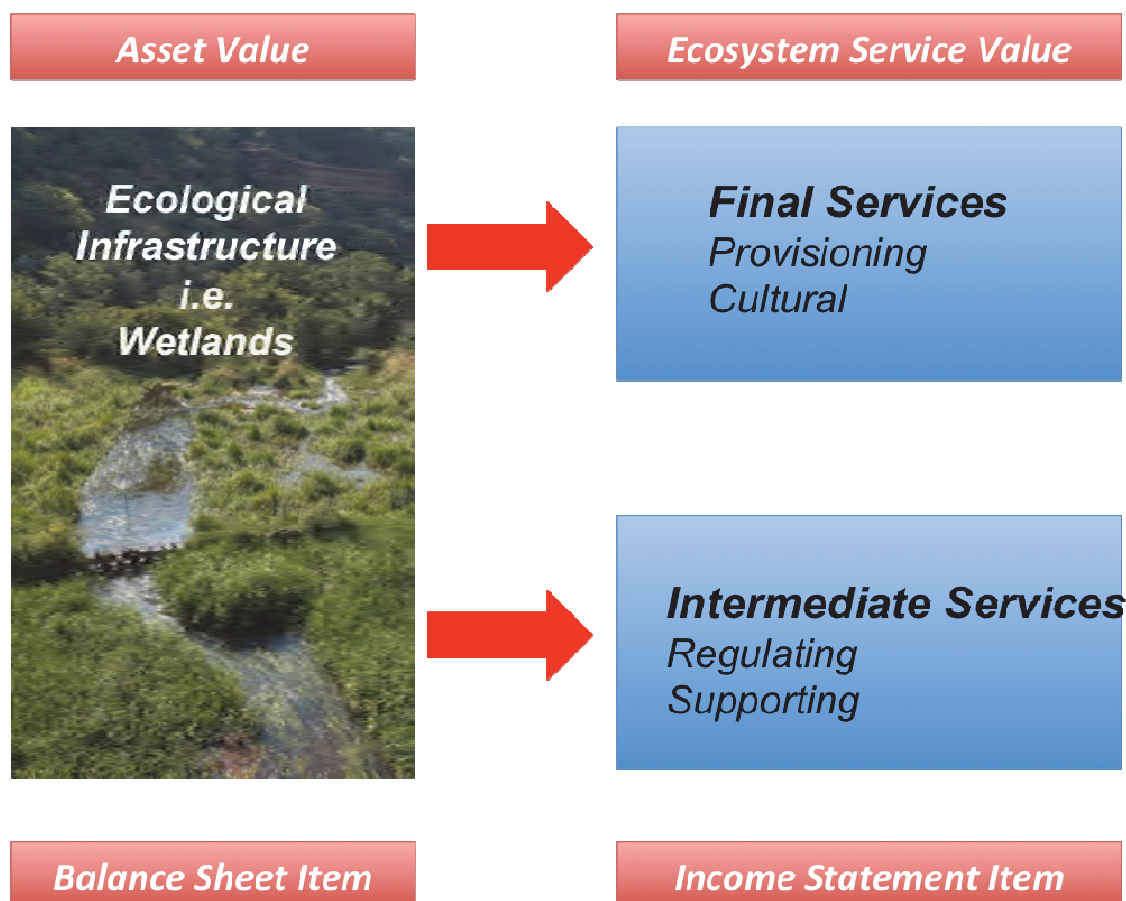 Asset Value
Ecosystem Service Value
Ecological
Infrastructure
i.e.
Wetlands
Final Services
Provisioning
Cultural
Intermediate Services
Regulating
Supporting
Balance Sheet Item
Income Statement Item